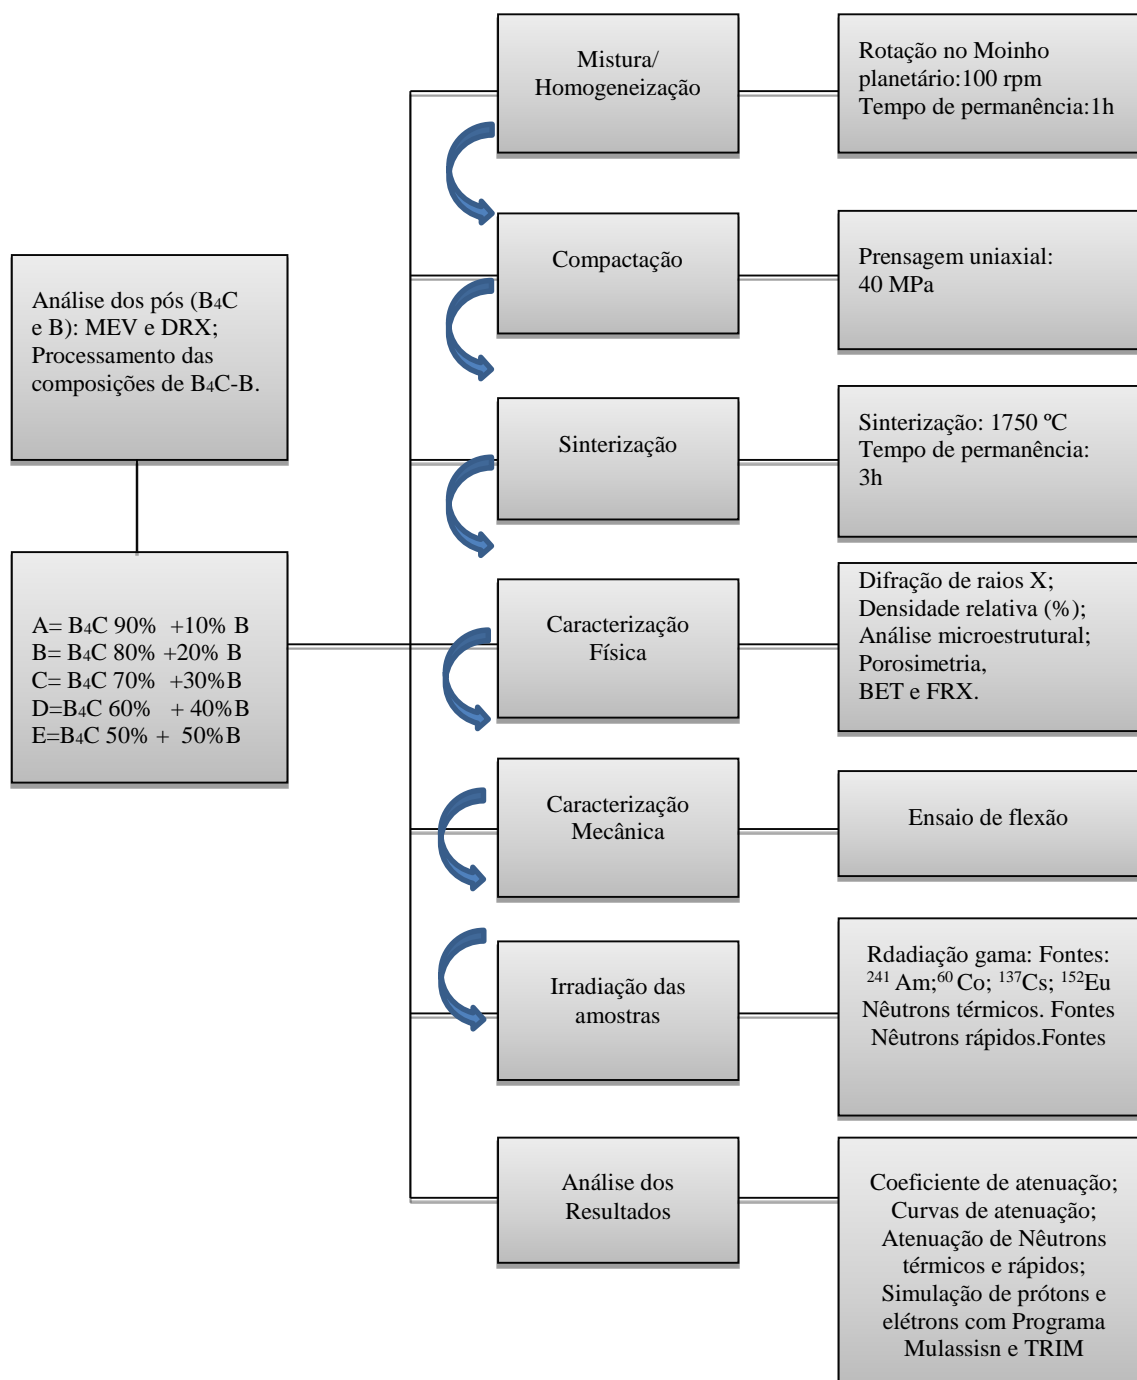 Análise dos pós (B₄C
e B): MEV e DRX;
Processamento das
composições de B₄C-B.
A= B₄C 90% +10% B
B= B₄C 80% +20% B
C= B₄C 70% +30%B
D=B₄C 60% + 40%B
E=B₄C 50% + 50%B
Mistura/
Homogeneização
Rotação no Moinho
planetário:100 rpm
Tempo de permanência:1h
Compactação
Prensagem uniaxial:
40 MPa
Sinterização
Sinterização: 1750 ºC
Tempo de permanência:
3h
Caracterização
Física
Difração de raios X;
Densidade relativa (%);
Análise microestrutural;
Porosimetria,
BET e FRX.
Caracterização
Mecânica
Ensaio de flexão
Irradiação das
amostras
Rdadiação gama: Fontes:
²⁴¹ Am;⁶⁰ Co; ¹³⁷Cs; ¹⁵²Eu
Nêutrons térmicos. Fontes
Nêutrons rápidos.Fontes
Análise dos
Resultados
Coeficiente de atenuação;
Curvas de atenuação;
Atenuação de Nêutrons
térmicos e rápidos;
Simulação de prótons e
elétrons com Programa
Mulassisn e TRIM